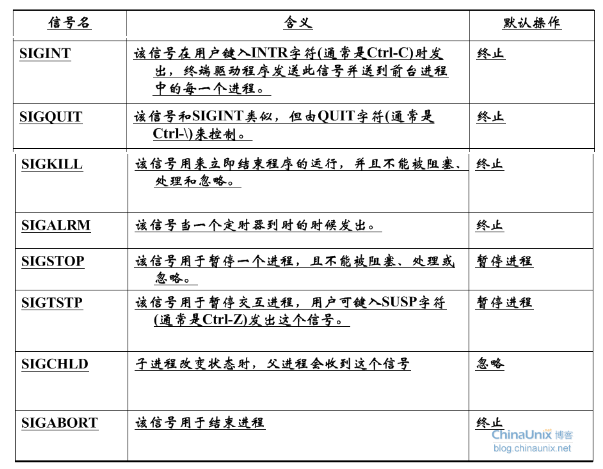 信号名 含义 默认操作
SIGINT 该信号在用户键入INTR字符(通常是Ctrl-C)时发 终止
出，终端驱动程序发送此信号并送到前台进程
中的每一个进程。
SIGQUIT 该信号和SIGINT类似，但由QUIT字符(通常是 终止
Ctrl-\)来控制。
SIGKILL 该信号用来立即结束程序的运行，并且不能被阻塞、 终止
处理和忽略。
SIGALRM 该信号当一个定时器到时的时候发出。 终止
SIGSTOP 该信号用于暂停一个进程，且不能被阻塞、处理或 暂停进程
忽略。
SIGTSTP 该信号用于暂停交互进程，用户可键入SUSP字符 暂停进程
(通常是Ctrl-Z)发出这个信号。
SIGCHLD 子进程改变状态时，父进程会收到这个信号 忽略
SIGABORT 该信号用于结束进程 终止
ChinaUnix 博客
blog.chinaunix.net